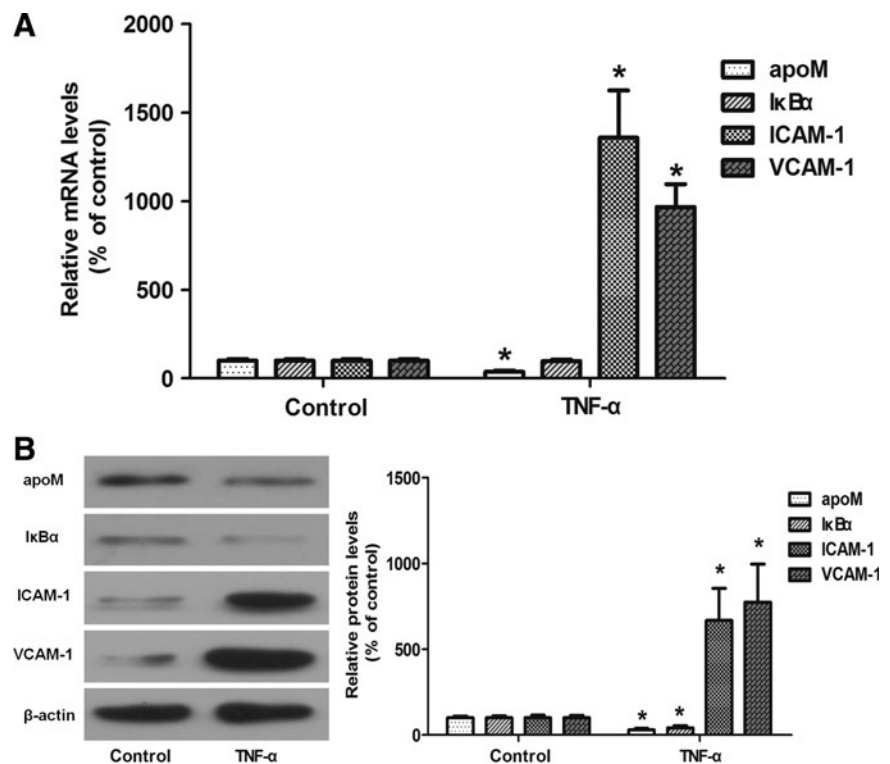 A
Relative mRNA levels
(% of control)
2000
1500
1000
500
0
*
*
*
Control
TNF-α
apoM
IκBα
ICAM-1
VCAM-1
B
apoM
IκBα
ICAM-1
VCAM-1
β-actin
Control
TNF-α
Relative protein levels
(% of control)
1500
1000
500
0
*
*
*
*
Control
TNF-α
apoM
IκBα
ICAM-1
VCAM-1